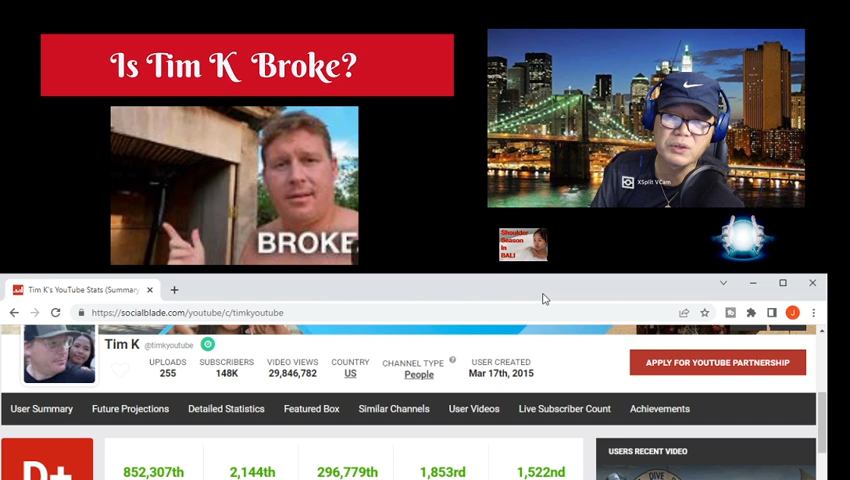 Is Tim K Broke?
BROKE
XSplit VCam
Shoulder
Season
In
BALI
Tim K's YouTube Stats (Summary
https://socialblade.com/youtube/c/timkyoutube
J
Tim K @timkyoutube
UPLOADS
255
SUBSCRIBERS
148K
VIDEO VIEWS
29,846,782
COUNTRY
US
CHANNEL TYPE
People
USER CREATED
Mar 17th, 2015
APPLY FOR YOUTUBE PARTNERSHIP
User Summary Future Projections Detailed Statistics Featured Box Similar Channels User Videos Live Subscriber Count Achievements
D+
852,307th 2,144th 296,779th 1,853rd 1,522nd
USERS RECENT VIDEO
DIVE